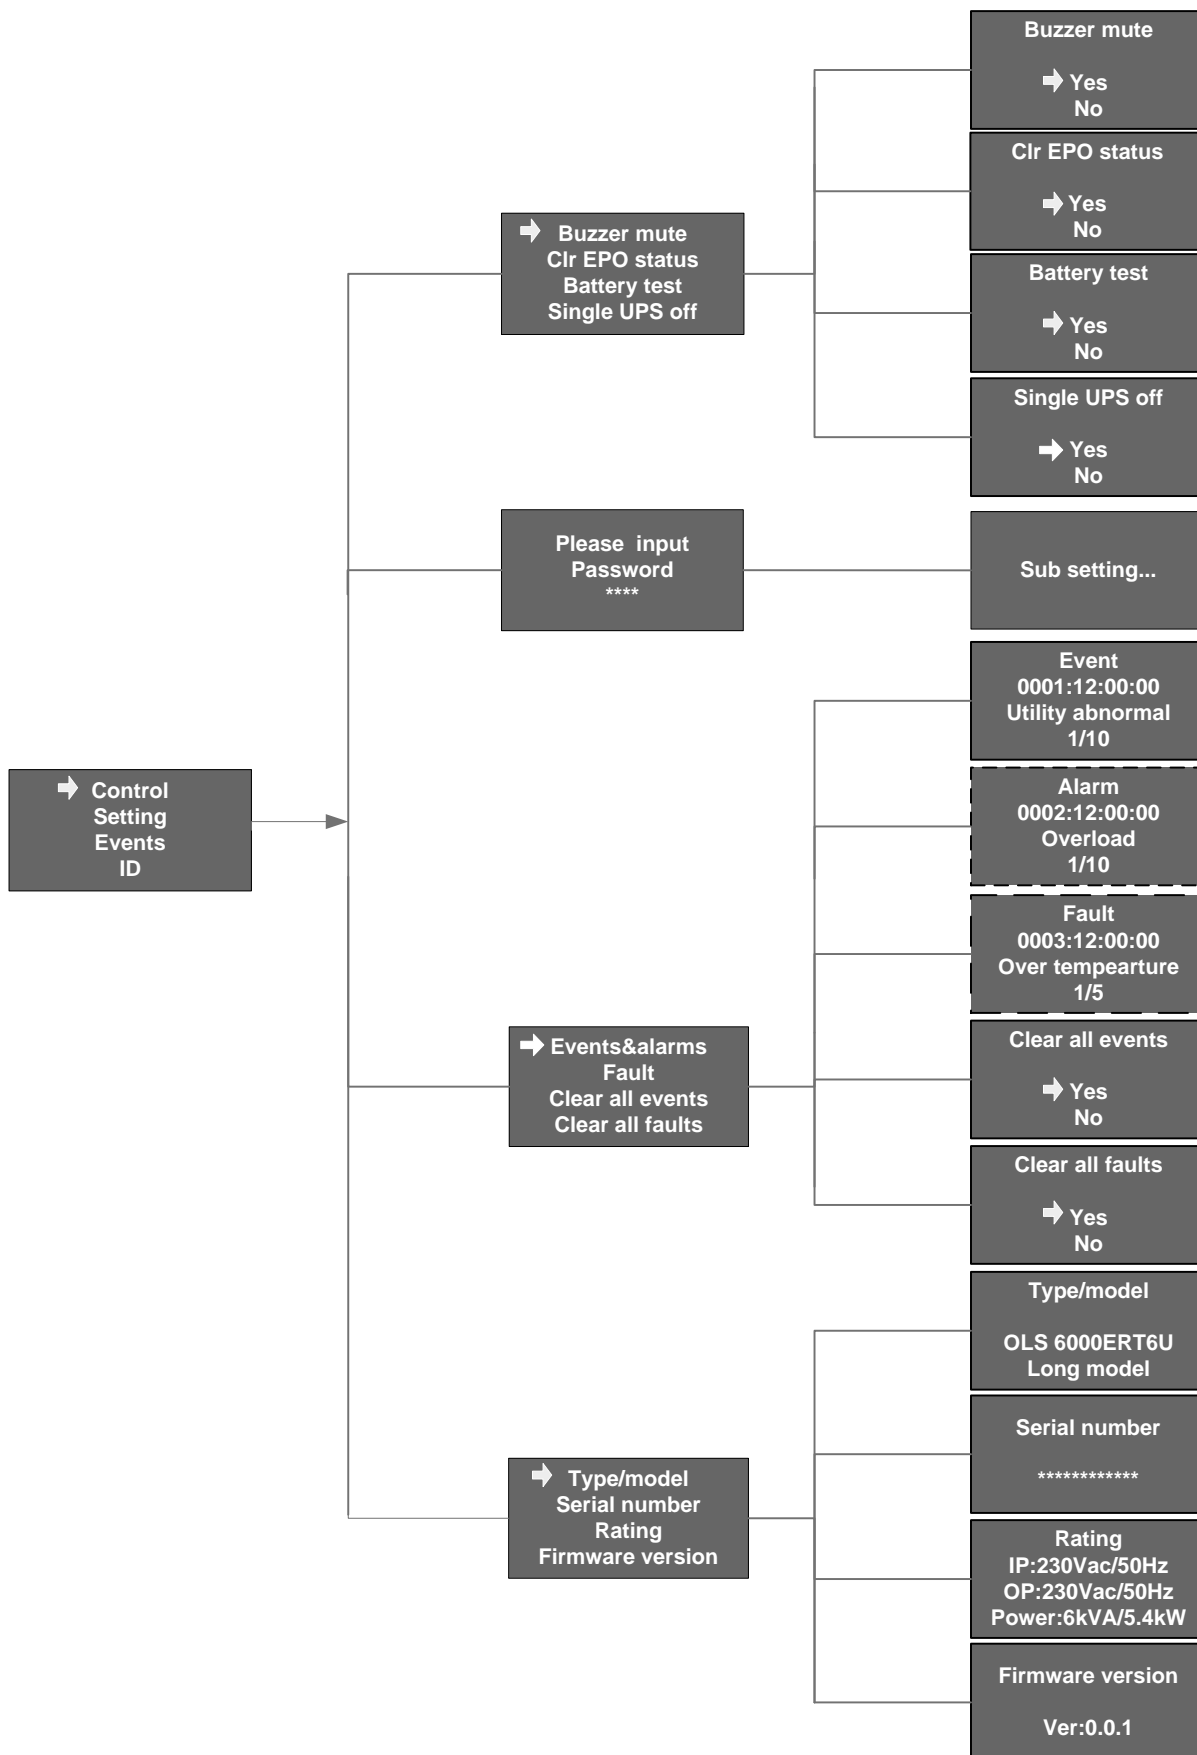 Control
Setting
Events
ID
Buzzer mute
Clr EPO status
Battery test
Single UPS off
Buzzer mute
Yes
No
Clr EPO status
Yes
No
Battery test
Yes
No
Single UPS off
Yes
No
Please input
Password
****
Sub setting...
Events&alarms
Fault
Clear all events
Clear all faults
Event
0001:12:00:00
Utility abnormal
1/10
Alarm
0002:12:00:00
Overload
1/10
Fault
0003:12:00:00
Over tempearture
1/5
Clear all events
Yes
No
Clear all faults
Yes
No
Type/model
Serial number
Rating
Firmware version
Type/model
OLS 6000ERT6U
Long model
Serial number
************
Rating
IP:230Vac/50Hz
OP:230Vac/50Hz
Power:6kVA/5.4kW
Firmware version
Ver:0.0.1